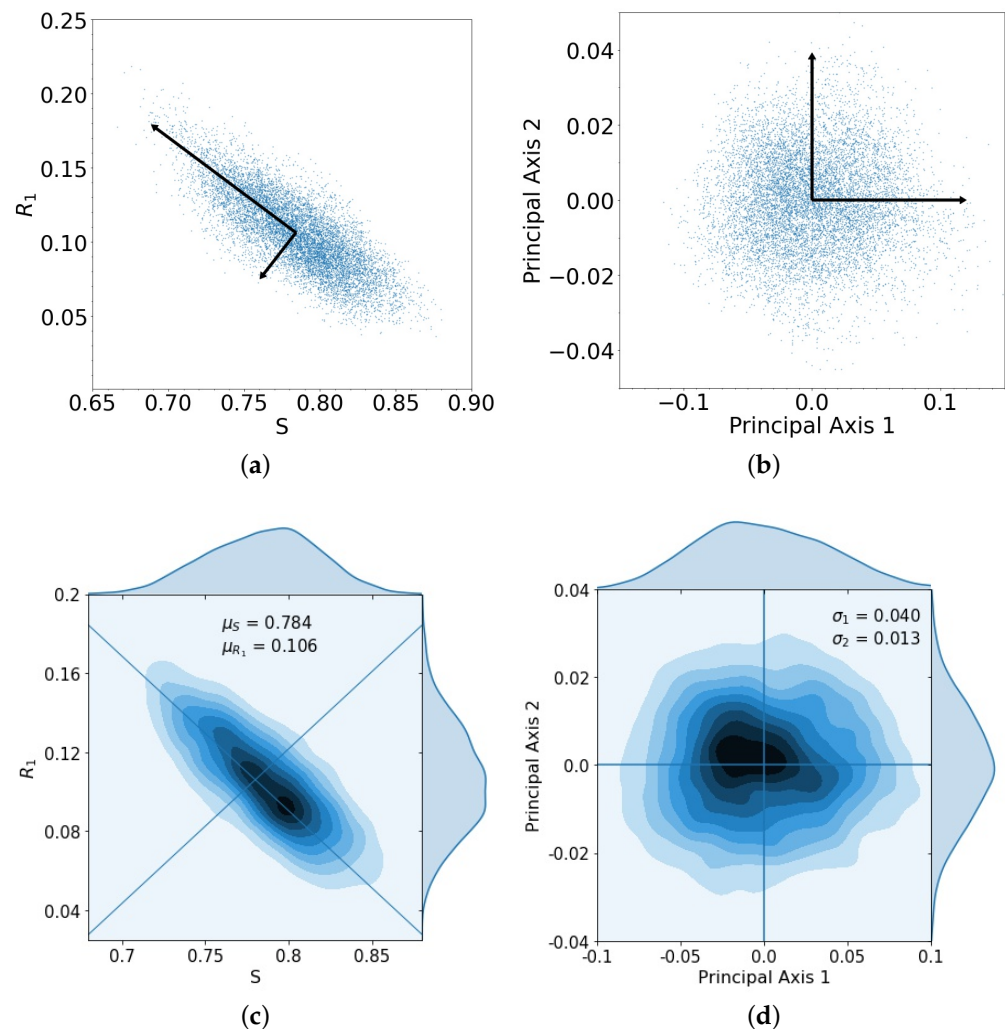 0.25
0.20
0.15
0.10
0.05
R₁
0.65 0.70 0.75 0.80 0.85 0.90
S
(a)
0.04
0.02
0.00
−0.02
−0.04
Principal Axis 2
−0.1 0.0 0.1
Principal Axis 1
(b)
0.2
0.16
0.12
0.08
0.04
R₁
μ_S = 0.784
μ_R₁ = 0.106
0.7 0.75 0.8 0.85
S
(c)
0.04
0.02
0.0
-0.02
-0.04
Principal Axis 2
σ₁ = 0.040
σ₂ = 0.013
-0.1 -0.05 0.0 0.05 0.1
Principal Axis 1
(d)